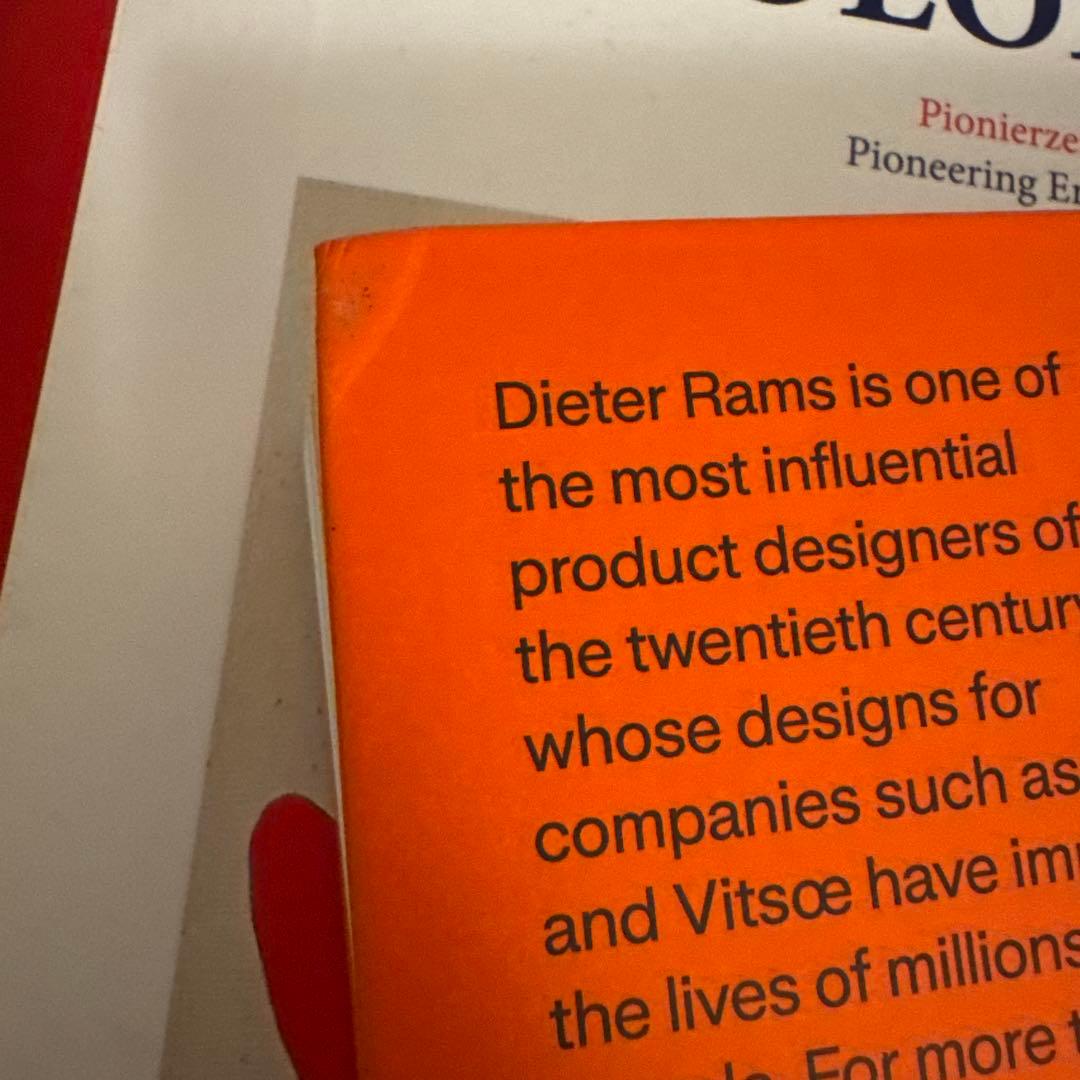 Pioneering
Dieter Rams is one of
the most influential
product designers of
the twentieth
whose designs for
companies such as
and Vitsœ have
the lives of millions
For more